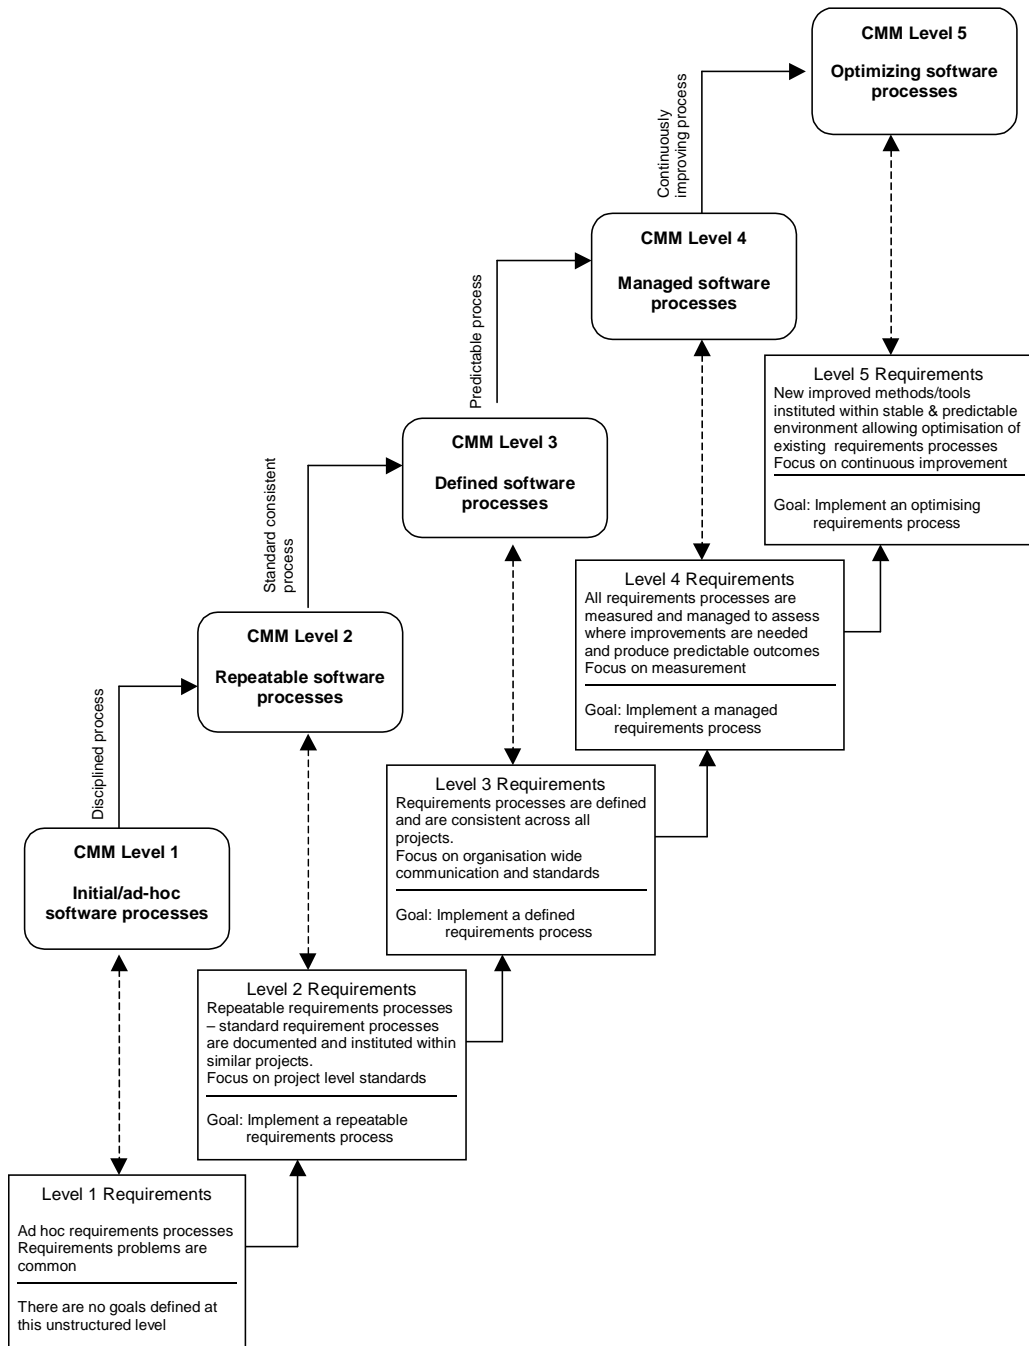 CMM Level 5
Optimizing software
processes
Continuously
improving process
CMM Level 4
Managed software
processes
Predictable process
Level 5 Requirements
New improved methods/tools
instituted within stable & predictable
environment allowing optimisation of
existing requirements processes
Focus on continuous improvement
Goal: Implement an optimising
requirements process
CMM Level 3
Defined software
processes
Standard consistent
process
Level 4 Requirements
All requirements processes are
measured and managed to assess
where improvements are needed
and produce predictable outcomes
Focus on measurement
Goal: Implement a managed
requirements process
CMM Level 2
Repeatable software
processes
Disciplined process
Level 3 Requirements
Requirements processes are defined
and are consistent across all
projects.
Focus on organisation wide
communication and standards
Goal: Implement a defined
requirements process
CMM Level 1
Initial/ad-hoc
software processes
Level 2 Requirements
Repeatable requirements processes
– standard requirement processes
are documented and instituted within
similar projects.
Focus on project level standards
Goal: Implement a repeatable
requirements process
Level 1 Requirements
Ad hoc requirements processes
Requirements problems are
common
There are no goals defined at
this unstructured level